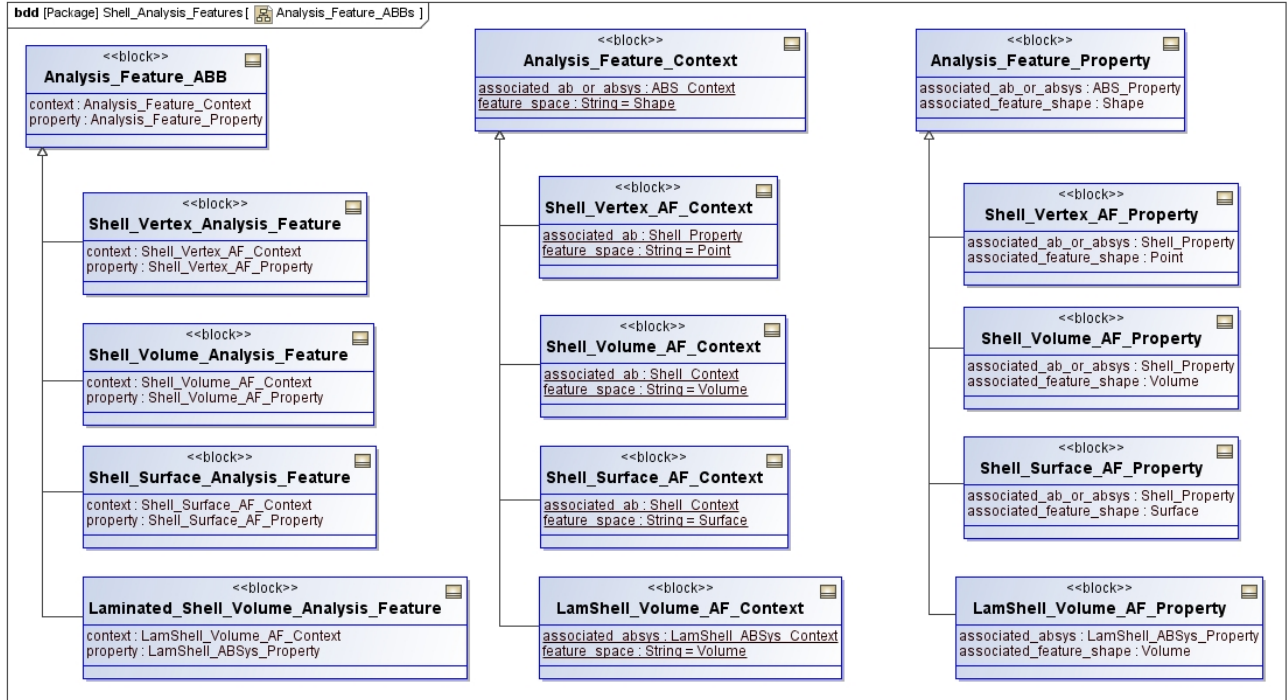 bdd [Package] Shell_Analysis_Features [ Analysis_Feature_ABBs ]
<<block>>
Analysis_Feature_ABB
context : Analysis_Feature_Context
property : Analysis_Feature_Property
<<block>>
Shell_Vertex_Analysis_Feature
context : Shell_Vertex_AF_Context
property : Shell_Vertex_AF_Property
<<block>>
Shell_Volume_Analysis_Feature
context : Shell_Volume_AF_Context
property : Shell_Volume_AF_Property
<<block>>
Shell_Surface_Analysis_Feature
context : Shell_Surface_AF_Context
property : Shell_Surface_AF_Property
<<block>>
Laminated_Shell_Volume_Analysis_Feature
context : LamShell_Volume_AF_Context
property : LamShell_ABSys_Property
<<block>>
Analysis_Feature_Context
associated_ab_or_absys : ABS_Context
feature_space : String = Shape
<<block>>
Shell_Vertex_AF_Context
associated_ab : Shell_Property
feature_space : String = Point
<<block>>
Shell_Volume_AF_Context
associated_ab : Shell_Context
feature_space : String = Volume
<<block>>
Shell_Surface_AF_Context
associated_ab : Shell_Context
feature_space : String = Surface
<<block>>
LamShell_Volume_AF_Context
associated_absys : LamShell_ABSys_Context
feature_space : String = Volume
<<block>>
Analysis_Feature_Property
associated_ab_or_absys : ABS_Property
associated_feature_shape : Shape
<<block>>
Shell_Vertex_AF_Property
associated_ab_or_absys : Shell_Property
associated_feature_shape : Point
<<block>>
Shell_Volume_AF_Property
associated_ab_or_absys : Shell_Property
associated_feature_shape : Volume
<<block>>
Shell_Surface_AF_Property
associated_ab_or_absys : Shell_Property
associated_feature_shape : Surface
<<block>>
LamShell_Volume_AF_Property
associated_absys : LamShell_ABSys_Property
associated_feature_shape : Volume